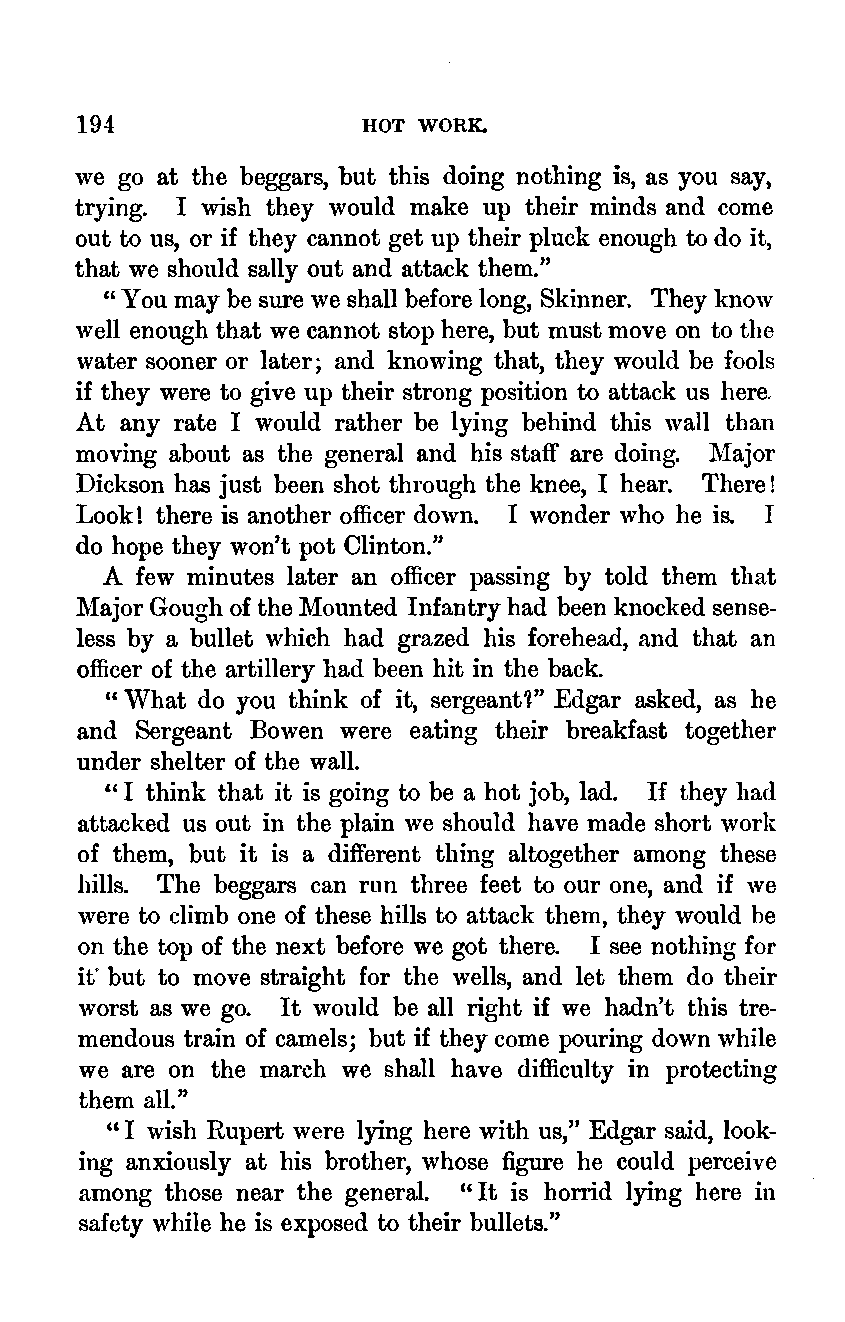 194 HOT WORK.
we go at the beggars, but this doing nothing is, as you say,
trying. I wish they would make up their minds and come
out to us, or if they cannot get up their pluck enough to do it,
that we should sally out and attack them."
"You may be sure we shall before long, Skinner. They know
well enough that we cannot stop here, but must move on to the
water sooner or later; and knowing that, they would be fools
if they were to give up their strong position to attack us here.
At any rate I would rather be lying behind this wall than
moving about as the general and his staff are doing. Major
Dickson has just been shot through the knee, I hear. There!
Look! there is another officer down. I wonder who he is. I
do hope they won't pot Clinton."
A few minutes later an officer passing by told them that
Major Gough of the Mounted Infantry had been knocked sense-
less by a bullet which had grazed his forehead, and that an
officer of the artillery had been hit in the back.
"What do you think of it, sergeant?" Edgar asked, as he
and Sergeant Bowen were eating their breakfast together
under shelter of the wall.
"I think that it is going to be a hot job, lad. If they had
attacked us out in the plain we should have made short work
of them, but it is a different thing altogether among these
hills. The beggars can run three feet to our one, and if we
were to climb one of these hills to attack them, they would be
on the top of the next before we got there. I see nothing for
it but to move straight for the wells, and let them do their
worst as we go. It would be all right if we hadn't this tre-
mendous train of camels; but if they come pouring down while
we are on the march we shall have difficulty in protecting
them all."
"I wish Rupert were lying here with us," Edgar said, look-
ing anxiously at his brother, whose figure he could perceive
among those near the general. "It is horrid lying here in
safety while he is exposed to their bullets."